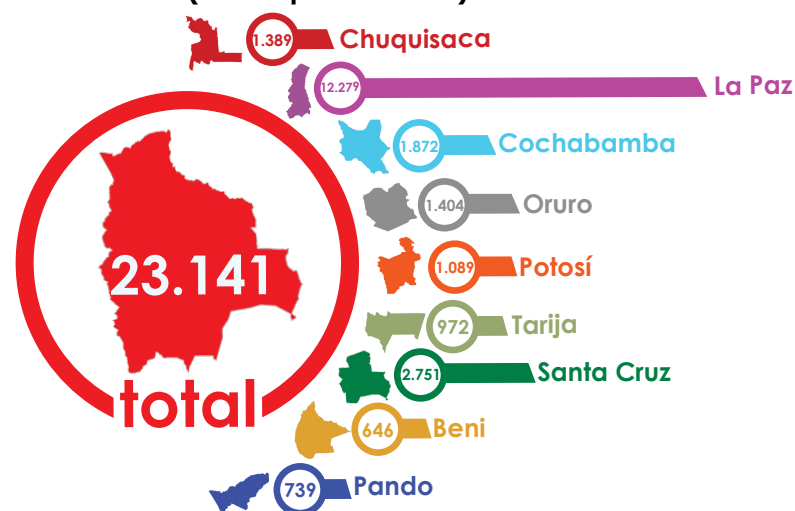 1.389 Chuquisaca
12.279 La Paz
1.872 Cochabamba
1.404 Oruro
23.141
1.089 Potosí
972 Tarija
2.751 Santa Cruz
total
646 Beni
739 Pando